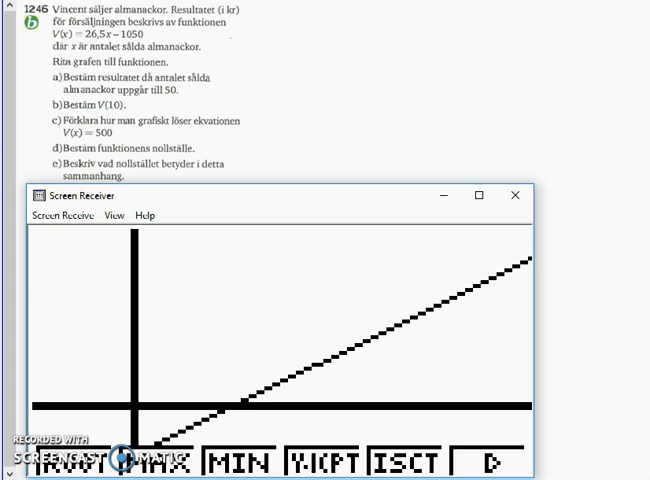 1246 Vincent säljer almanackor. Resultatet (i kr)
b för försäljningen beskrivs av funktionen
V(x) = 26,5x – 1050
där x är antalet sålda almanackor.
Rita grafen till funktionen.
a) Bestäm resultatet då antalet sålda
almanackor uppgår till 50.
b) Bestäm V(10).
c) Förklara hur man grafiskt löser ekvationen
V(x) = 500
d) Bestäm funktionens nollställe.
e) Beskriv vad nollstället betyder i detta
sammanhang.
Screen Receiver
Screen Receive View Help
RECORDED WITH
SCREENCAST MATIC
ROOT MAX MIN Y-ICPT ISCT